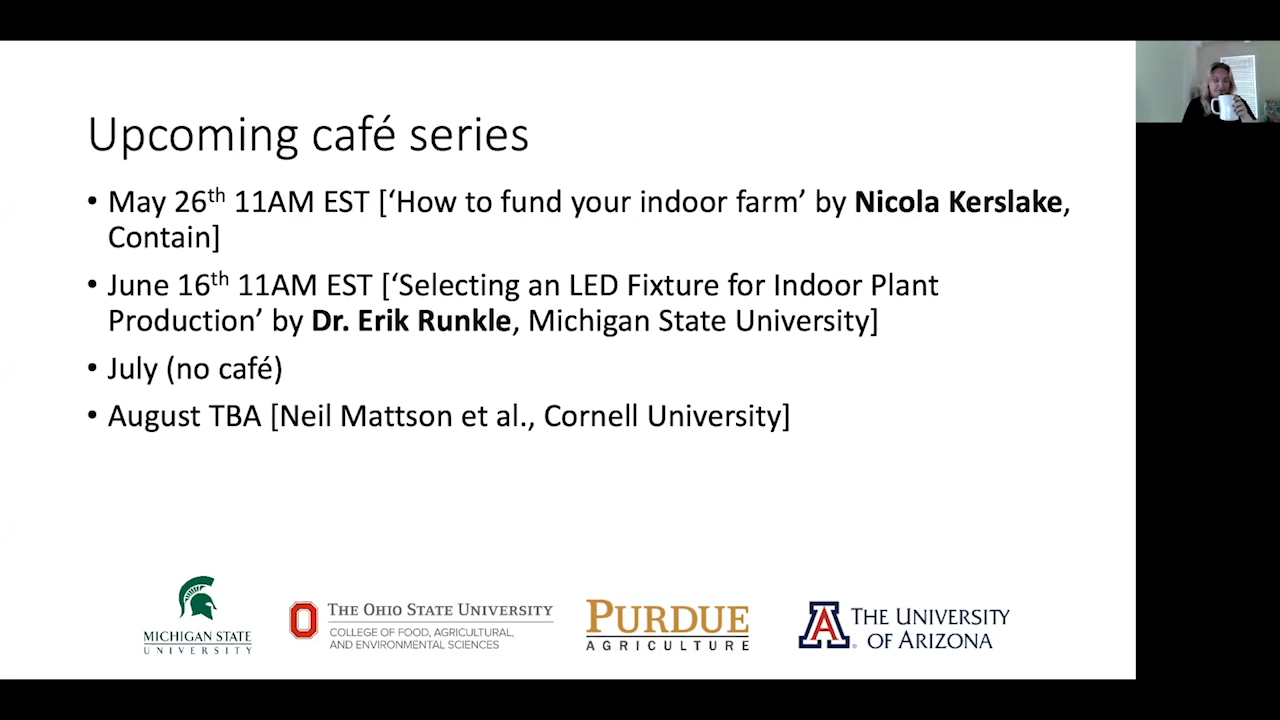 Upcoming café series
• May 26th 11AM EST [‘How to fund your indoor farm’ by Nicola Kerslake,
Contain]
• June 16th 11AM EST [‘Selecting an LED Fixture for Indoor Plant
Production’ by Dr. Erik Runkle, Michigan State University]
• July (no café)
• August TBA [Neil Mattson et al., Cornell University]
MICHIGAN STATE
UNIVERSITY
THE OHIO STATE UNIVERSITY
COLLEGE OF FOOD, AGRICULTURAL,
AND ENVIRONMENTAL SCIENCES
PURDUE
AGRICULTURE
A
THE UNIVERSITY
OF ARIZONA